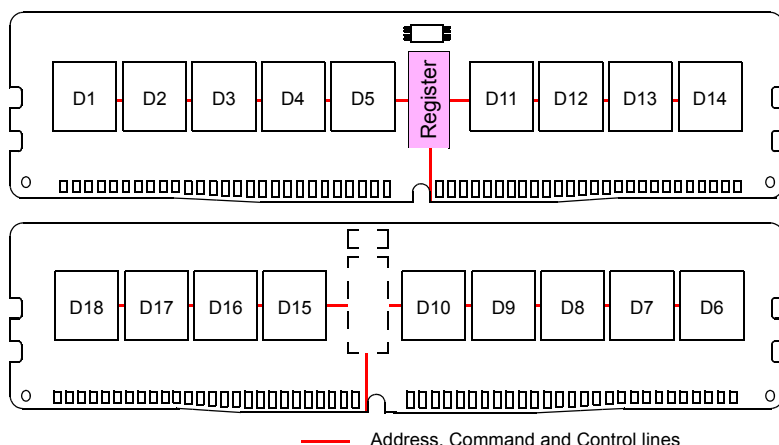 D1 D2 D3 D4 D5 Register D11 D12 D13 D14
D18 D17 D16 D15 D10 D9 D8 D7 D6
Address, Command and Control lines